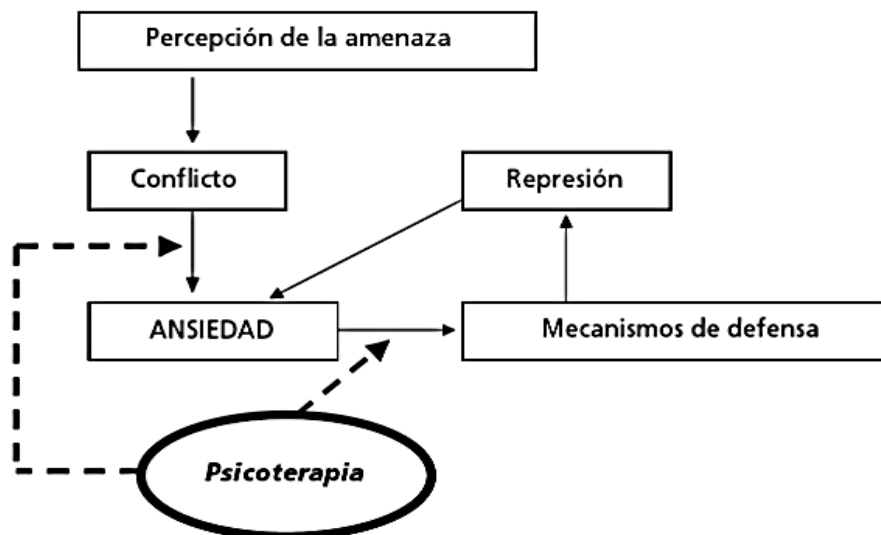 Percepción de la amenaza
Conflicto
Represión
ANSIEDAD
Mecanismos de defensa
Psicoterapia